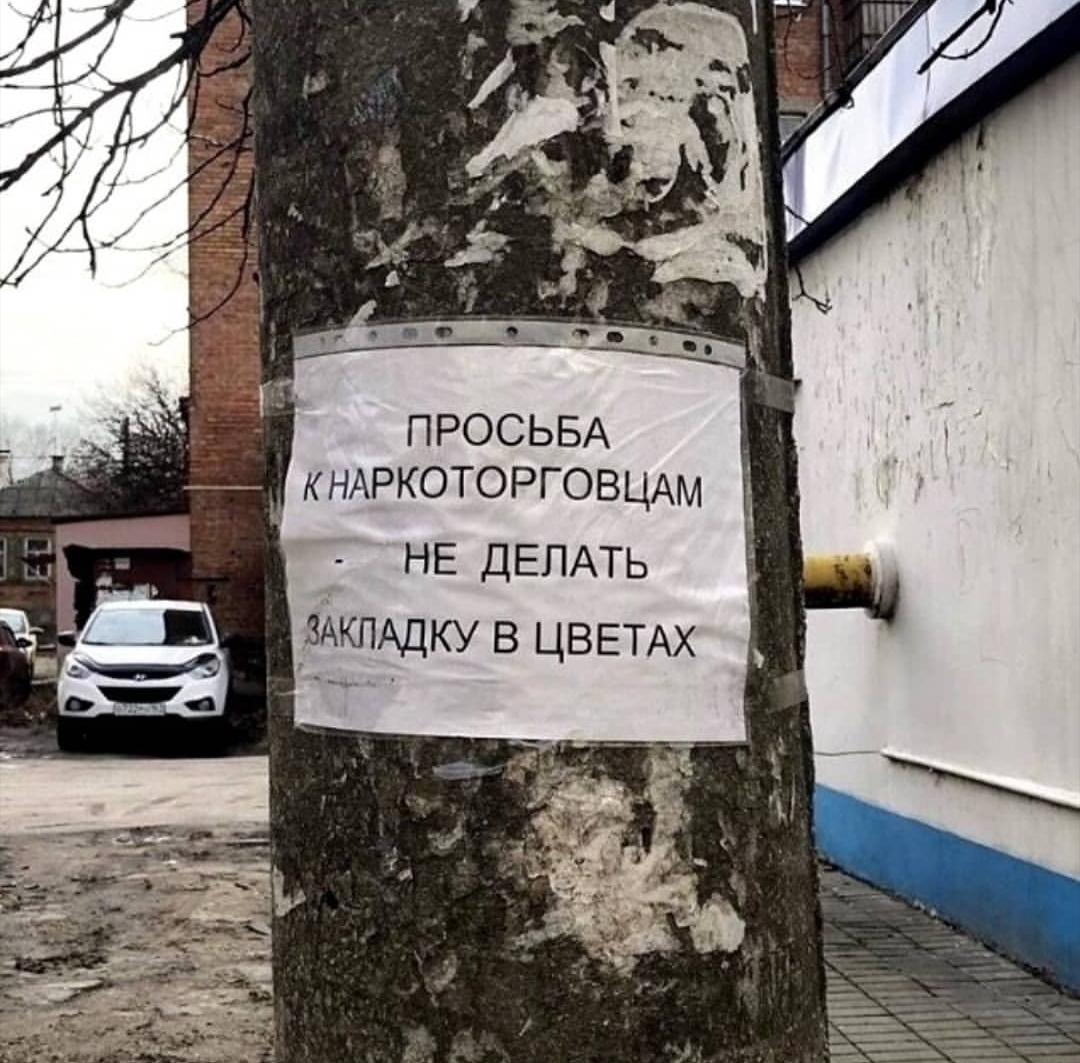 ПРОСЬБА
К НАРКОТОРГОВЦАМ
- НЕ ДЕЛАТЬ
ЗАКЛАДКУ В ЦВЕТАХ